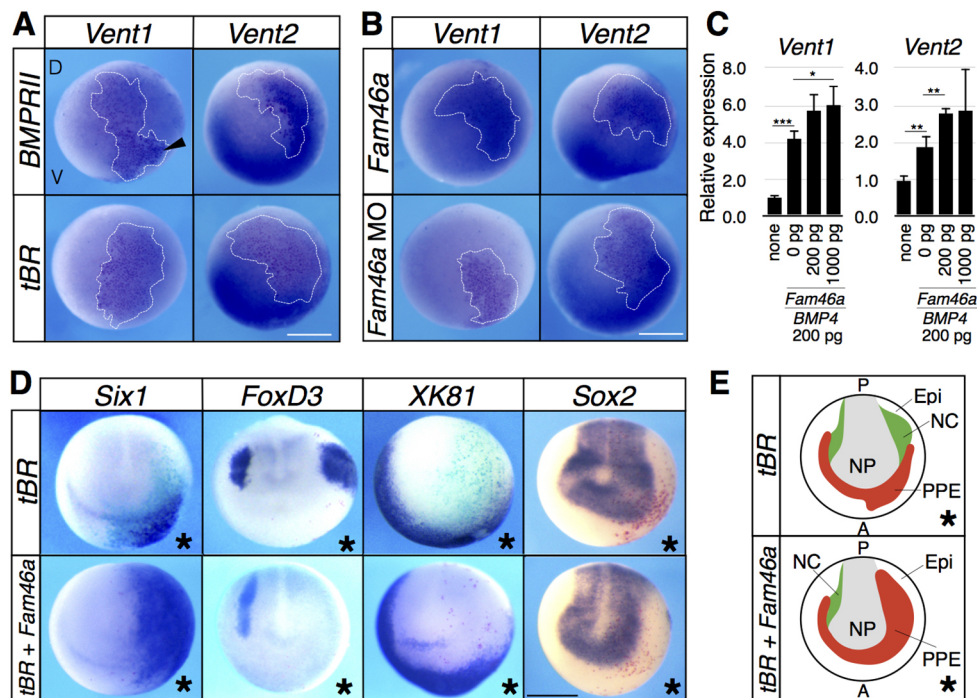 A
Vent1 Vent2
BMPRII
D
V
tBR
B
Vent1 Vent2
Fam46a
Fam46a MO
C
Vent1 Vent2
Relative expression
8.0
6.0
4.0
2.0
0.0
***
*
none
0 pg
200 pg
1000 pg
Fam46a
BMP4
200 pg
4.0
3.0
2.0
1.0
0.0
**
**
none
0 pg
200 pg
1000 pg
Fam46a
BMP4
200 pg
D
Six1 FoxD3 XK81 Sox2
tBR
* * * *
tBR + Fam46a
* * * *
E
tBR
P
Epi
NC
NP
PPE
A
*
tBR + Fam46a
P
NC
Epi
NP
PPE
A
*